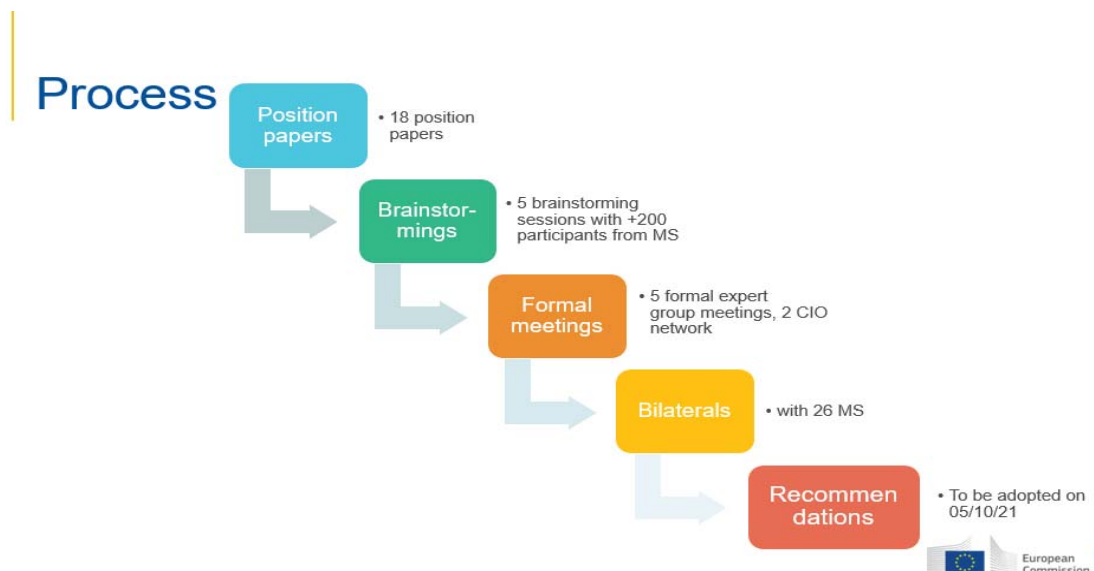 Process
Position
papers
• 18 position
papers
Brainstor-
mings
• 5 brainstorming
sessions with +200
participants from MS
Formal
meetings
• 5 formal expert
group meetings, 2 CIO
network
Bilaterals
• with 26 MS
Recommen
dations
• To be adopted on
05/10/21
European
Commission